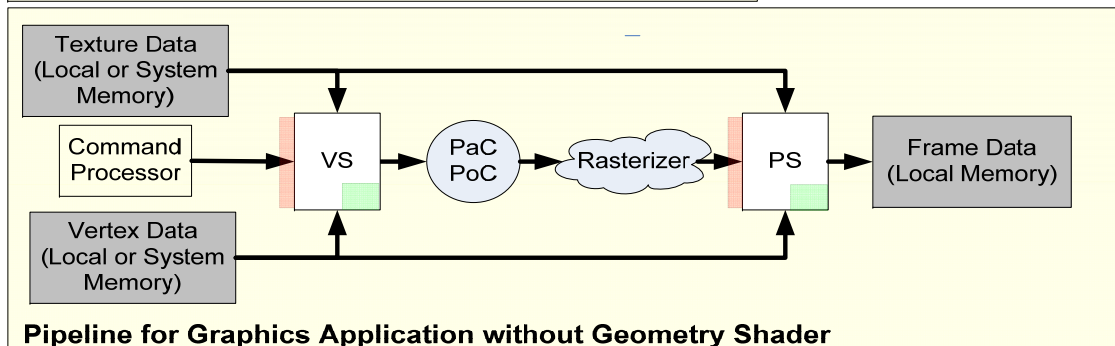 Texture Data
(Local or System
Memory)
Command
Processor
VS
PaC
PoC
Rasterizer
PS
Frame Data
(Local Memory)
Vertex Data
(Local or System
Memory)
Pipeline for Graphics Application without Geometry Shader